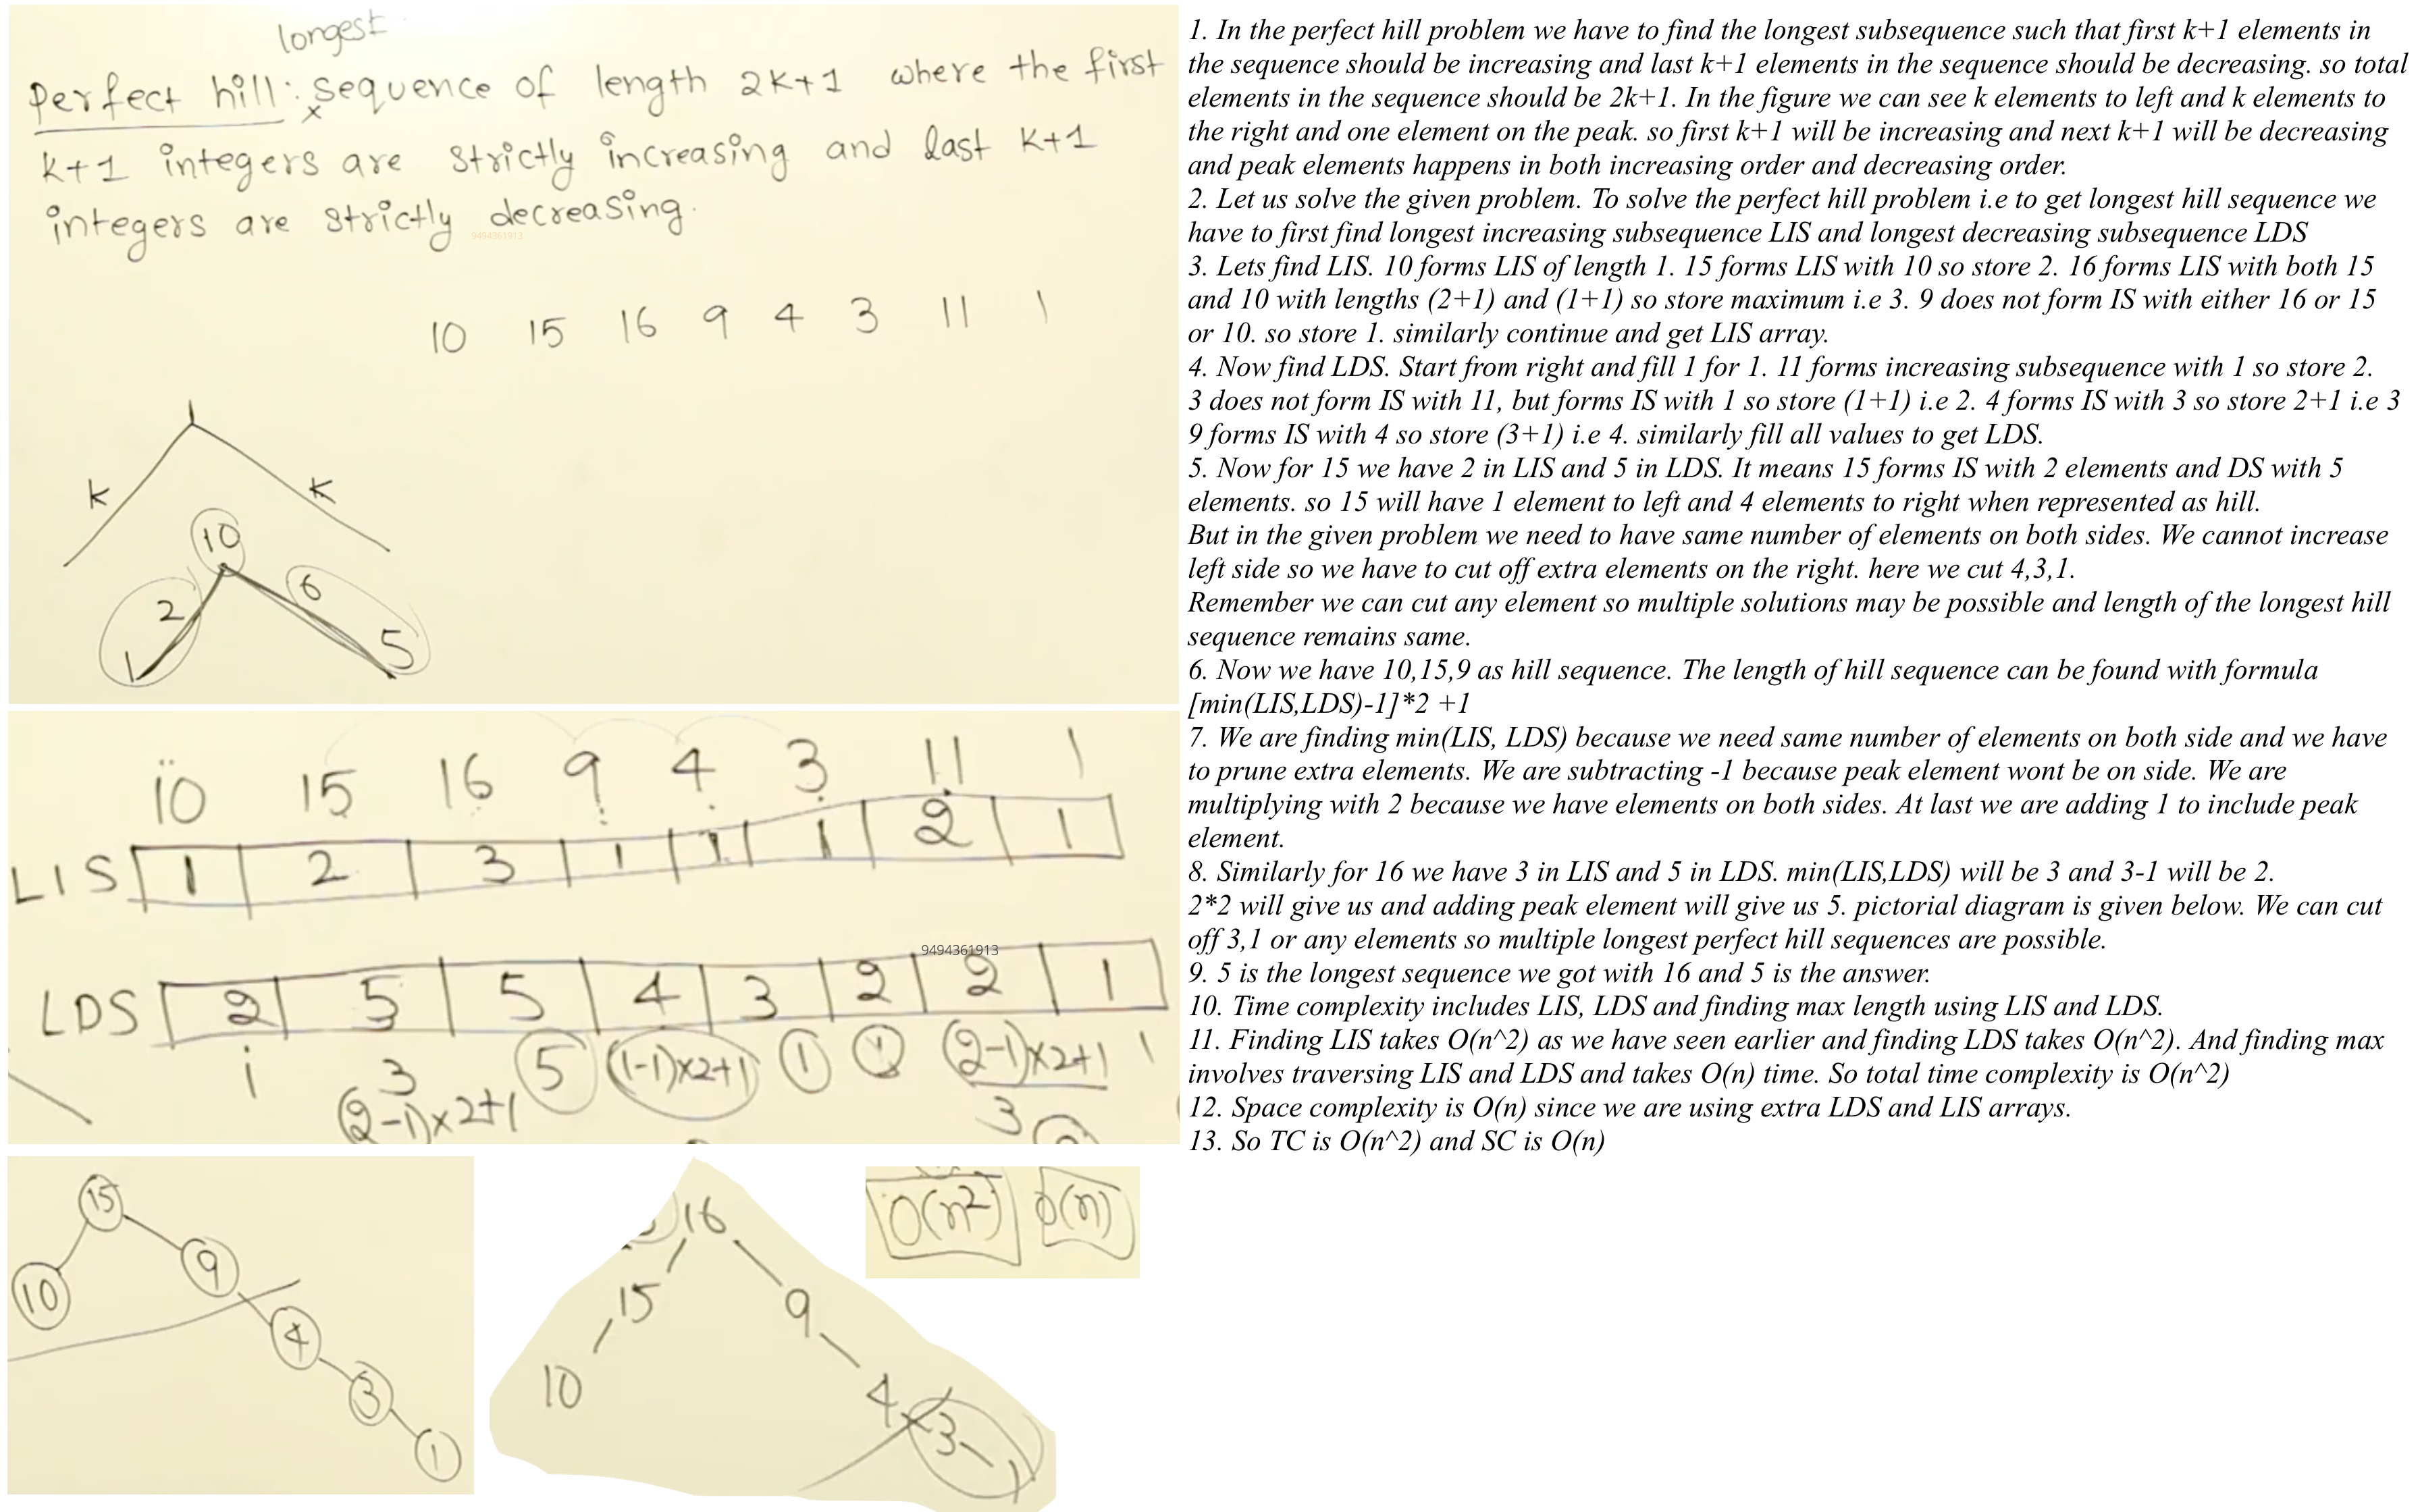 longest
Perfect hill: sequence of length 2k+1 where the first
x
k+1 integers are strictly increasing and last k+1
integers are strictly decreasing.
9494361913
10 15 16 9 4 3 11 1
k k
10
2 6
1 5
10 15 16 9 4 3 11 1
LIS 1 2 3 1 1 1 2 1
9494361913
LDS 2 5 5 4 3 2 2 1
1 3 5 (1-1)x2+1 1 1 (2-1)x2+1 1
(2-1)x2+1 3
15
10 9
4
3
1
16
15 9
10 4
3
1
O(n²) O(n)
1. In the perfect hill problem we have to find the longest subsequence such that first k+1 elements in
the sequence should be increasing and last k+1 elements in the sequence should be decreasing. so total
elements in the sequence should be 2k+1. In the figure we can see k elements to left and k elements to
the right and one element on the peak. so first k+1 will be increasing and next k+1 will be decreasing
and peak elements happens in both increasing order and decreasing order.
2. Let us solve the given problem. To solve the perfect hill problem i.e to get longest hill sequence we
have to first find longest increasing subsequence LIS and longest decreasing subsequence LDS
3. Lets find LIS. 10 forms LIS of length 1. 15 forms LIS with 10 so store 2. 16 forms LIS with both 15
and 10 with lengths (2+1) and (1+1) so store maximum i.e 3. 9 does not form IS with either 16 or 15
or 10. so store 1. similarly continue and get LIS array.
4. Now find LDS. Start from right and fill 1 for 1. 11 forms increasing subsequence with 1 so store 2.
3 does not form IS with 11, but forms IS with 1 so store (1+1) i.e 2. 4 forms IS with 3 so store 2+1 i.e 3
9 forms IS with 4 so store (3+1) i.e 4. similarly fill all values to get LDS.
5. Now for 15 we have 2 in LIS and 5 in LDS. It means 15 forms IS with 2 elements and DS with 5
elements. so 15 will have 1 element to left and 4 elements to right when represented as hill.
But in the given problem we need to have same number of elements on both sides. We cannot increase
left side so we have to cut off extra elements on the right. here we cut 4,3,1.
Remember we can cut any element so multiple solutions may be possible and length of the longest hill
sequence remains same.
6. Now we have 10,15,9 as hill sequence. The length of hill sequence can be found with formula
[min(LIS,LDS)-1]*2 +1
7. We are finding min(LIS, LDS) because we need same number of elements on both side and we have
to prune extra elements. We are subtracting -1 because peak element wont be on side. We are
multiplying with 2 because we have elements on both sides. At last we are adding 1 to include peak
element.
8. Similarly for 16 we have 3 in LIS and 5 in LDS. min(LIS,LDS) will be 3 and 3-1 will be 2.
2*2 will give us and adding peak element will give us 5. pictorial diagram is given below. We can cut
off 3,1 or any elements so multiple longest perfect hill sequences are possible.
9. 5 is the longest sequence we got with 16 and 5 is the answer.
10. Time complexity includes LIS, LDS and finding max length using LIS and LDS.
11. Finding LIS takes O(n^2) as we have seen earlier and finding LDS takes O(n^2). And finding max
involves traversing LIS and LDS and takes O(n) time. So total time complexity is O(n^2)
12. Space complexity is O(n) since we are using extra LDS and LIS arrays.
13. So TC is O(n^2) and SC is O(n)